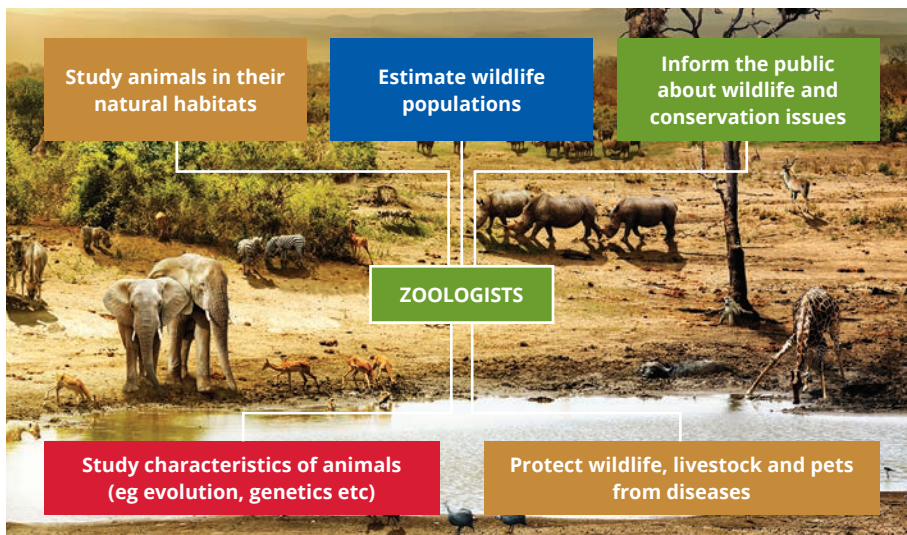 Study animals in their
natural habitats
Estimate wildlife
populations
Inform the public
about wildlife and
conservation issues
ZOOLOGISTS
Study characteristics of animals
(eg evolution, genetics etc)
Protect wildlife, livestock and pets
from diseases